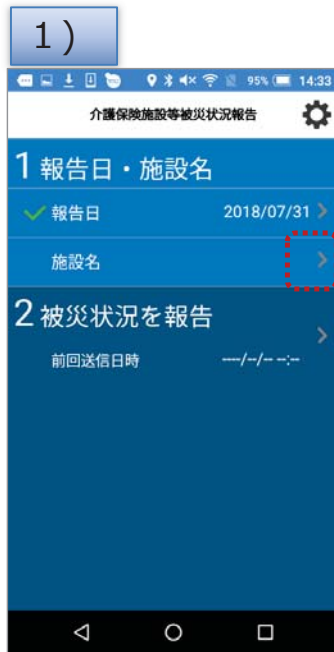 1）
95% 14:33
介護保険施設等被災状況報告
1 報告日・施設名
報告日 2018/07/31
施設名
2 被災状況を報告
前回送信日時 ----/--/-- --:--